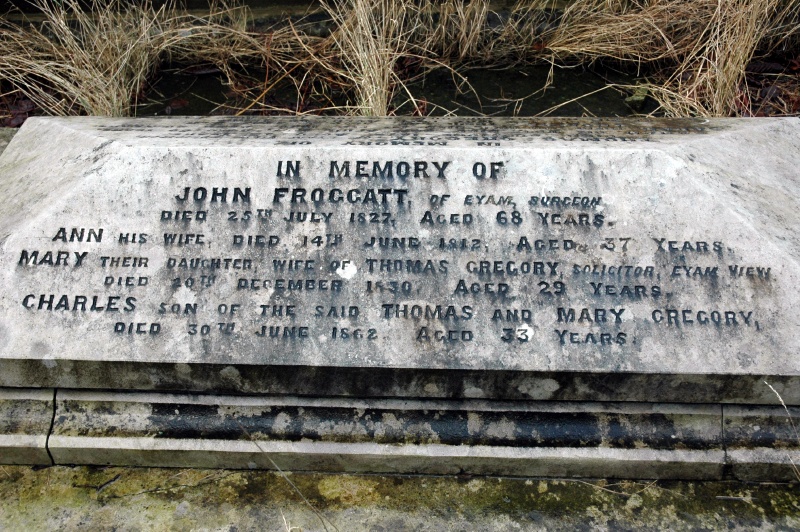 IN MEMORY OF
JOHN FROGGATT, OF EYAM, SURGEON,
DIED 25TH JULY 1827, AGED 68 YEARS.
ANN HIS WIFE, DIED 14TH JUNE 1812, AGED 37 YEARS.
MARY THEIR DAUGHTER, WIFE OF THOMAS GREGORY, SOLICITOR, EYAM VIEW
DIED 20TH DECEMBER 1830, AGED 29 YEARS.
CHARLES SON OF THE SAID THOMAS AND MARY GREGORY,
DIED 30TH JUNE 1862. AGED 33 YEARS.